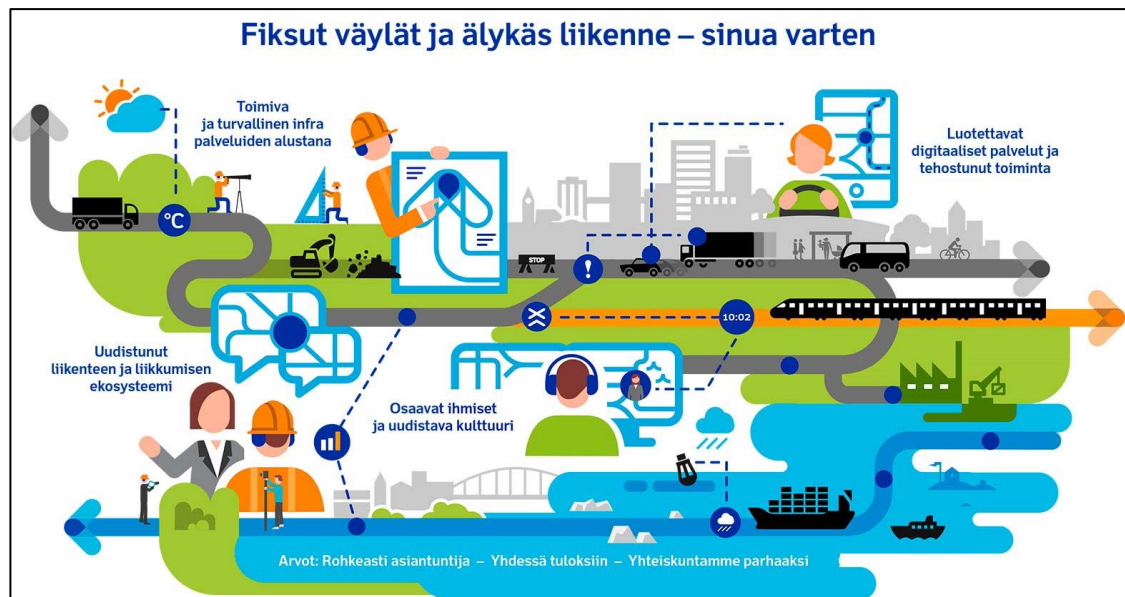 Fiksut väylät ja älykäs liikenne – sinua varten
Toimiva
ja turvallinen infra
palveluiden alustana
Luotettavat
digitaaliset palvelut ja
tehostunut toiminta
°C
STOP
!
10:02
Uudistunut
liikenteen ja liikkumisen
ekosysteemi
Osaavat ihmiset
ja uudistava kulttuuri
Arvot: Rohkeasti asiantuntija – Yhdessä tuloksiin – Yhteiskuntamme parhaaksi